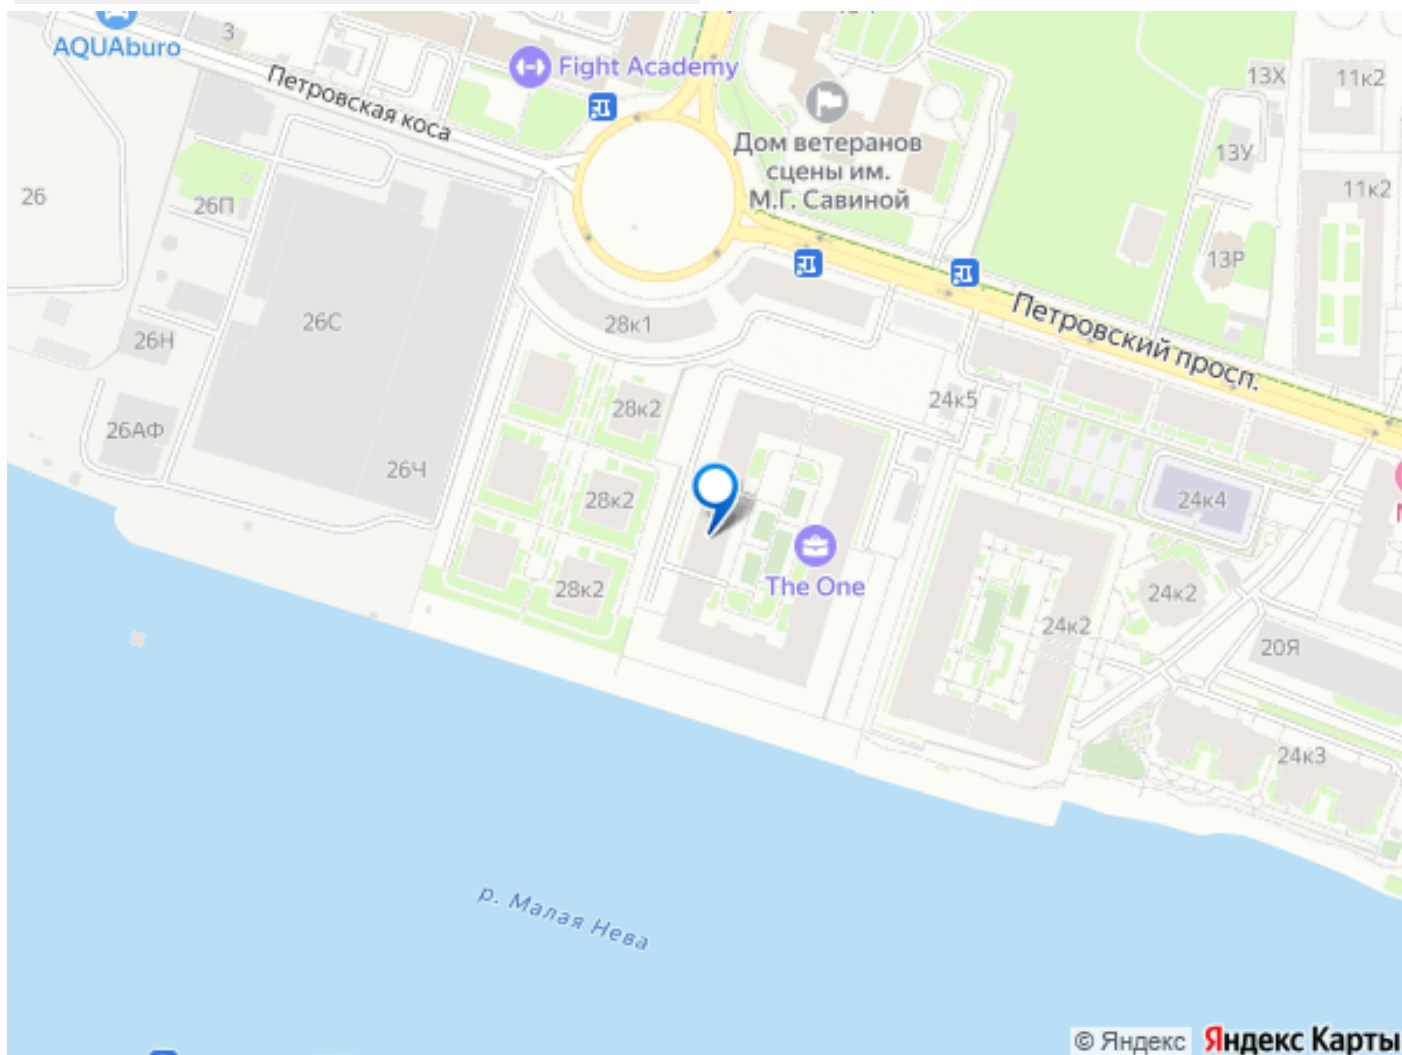 AQUAburo
3
Петровская коса
Fight Academy
Дом ветеранов
сцены им.
М.Г. Савиной
13Х
11к2
13У
11к2
13Р
26
26П
26С
26Н
28к1
Петровский просп.
28к2
24к5
26АФ
26Ч
28к2
24к4
The One
28к2
24к2
24к2
20Я
24к3
р. Малая Нева
© Яндекс Яндекс Карты